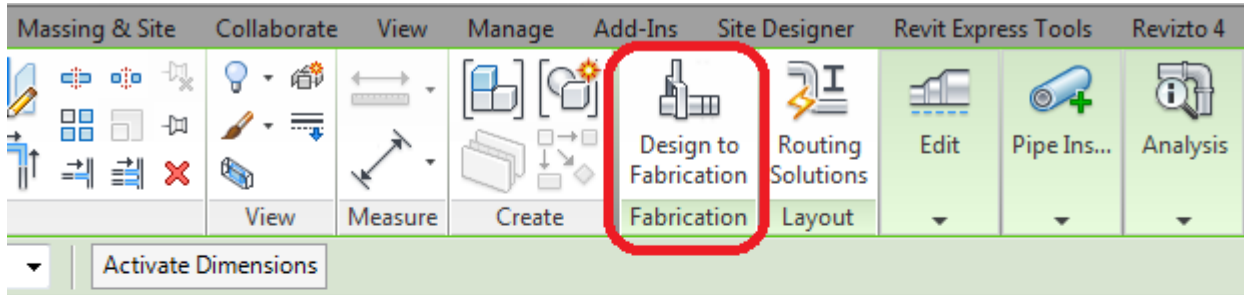 Massing & Site Collaborate View Manage Add-Ins Site Designer Revit Express Tools Revizto 4
Design to
Fabrication
Routing
Solutions
Edit
Pipe Ins...
Analysis
View Measure Create Fabrication Layout
Activate Dimensions